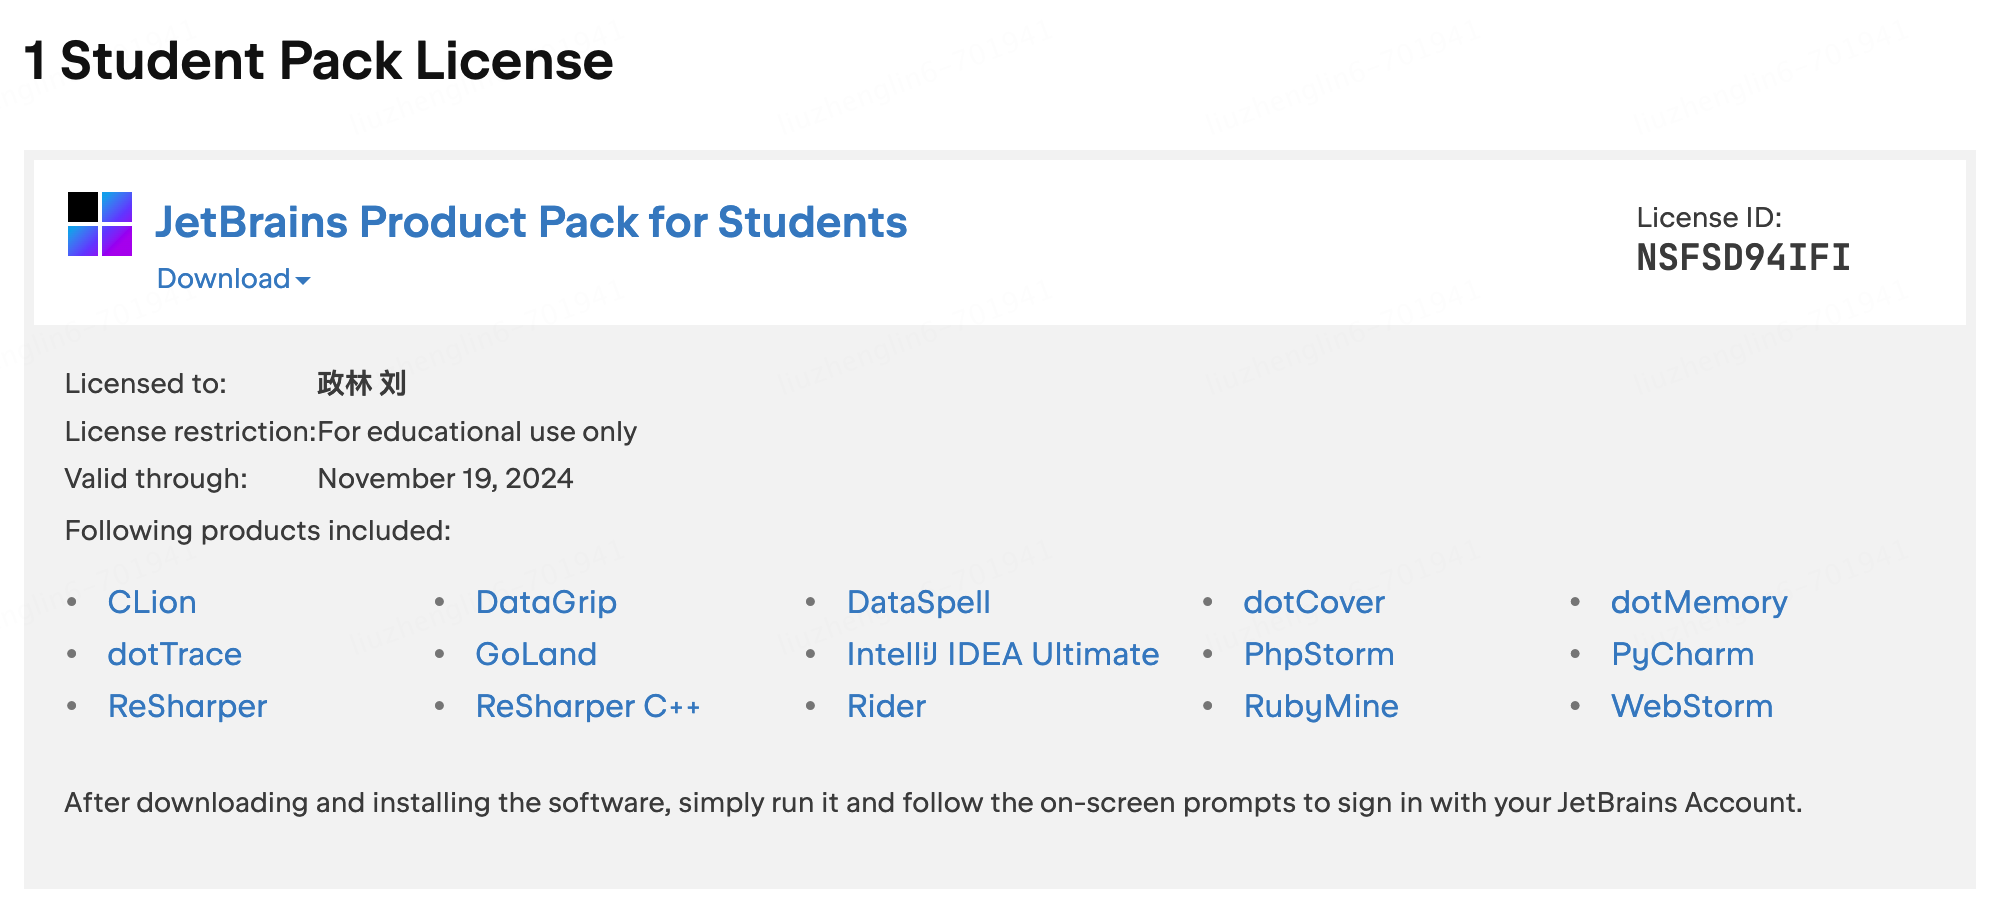 1 Student Pack License
JetBrains Product Pack for Students
Download
License ID:
NSFSD94IFI
Licensed to: 政林 刘
License restriction:For educational use only
Valid through: November 19, 2024
Following products included:
• CLion • DataGrip • DataSpell • dotCover • dotMemory
• dotTrace • GoLand • IntelliJ IDEA Ultimate • PhpStorm • PyCharm
• ReSharper • ReSharper C++ • Rider • RubyMine • WebStorm
After downloading and installing the software, simply run it and follow the on-screen prompts to sign in with your JetBrains Account.